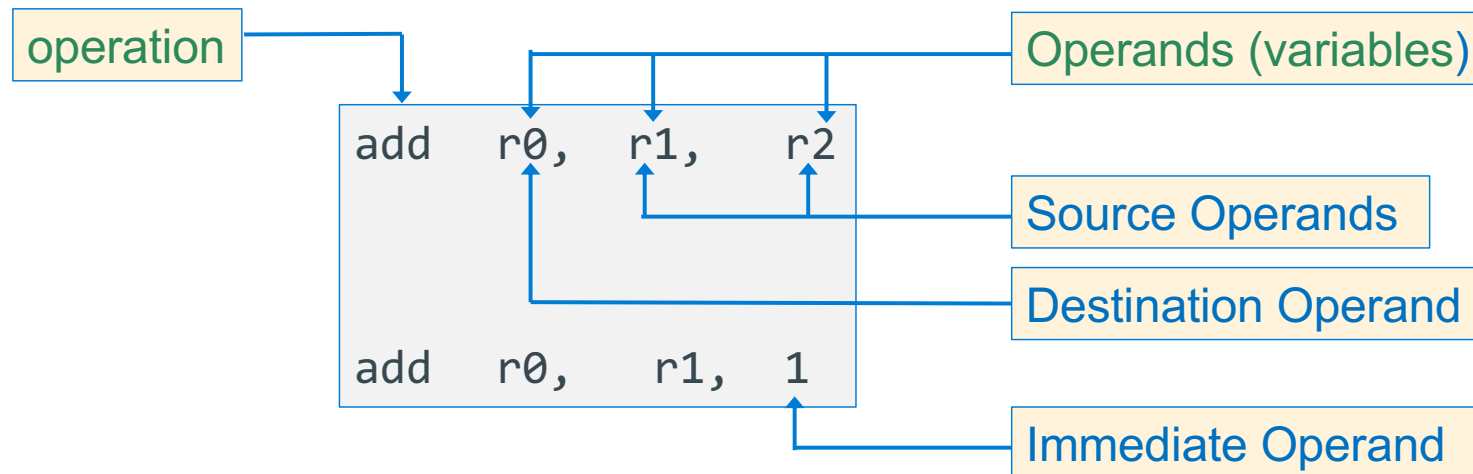 operation
Operands (variables)
add r0, r1, r2
Source Operands
Destination Operand
add r0, r1, 1
Immediate Operand